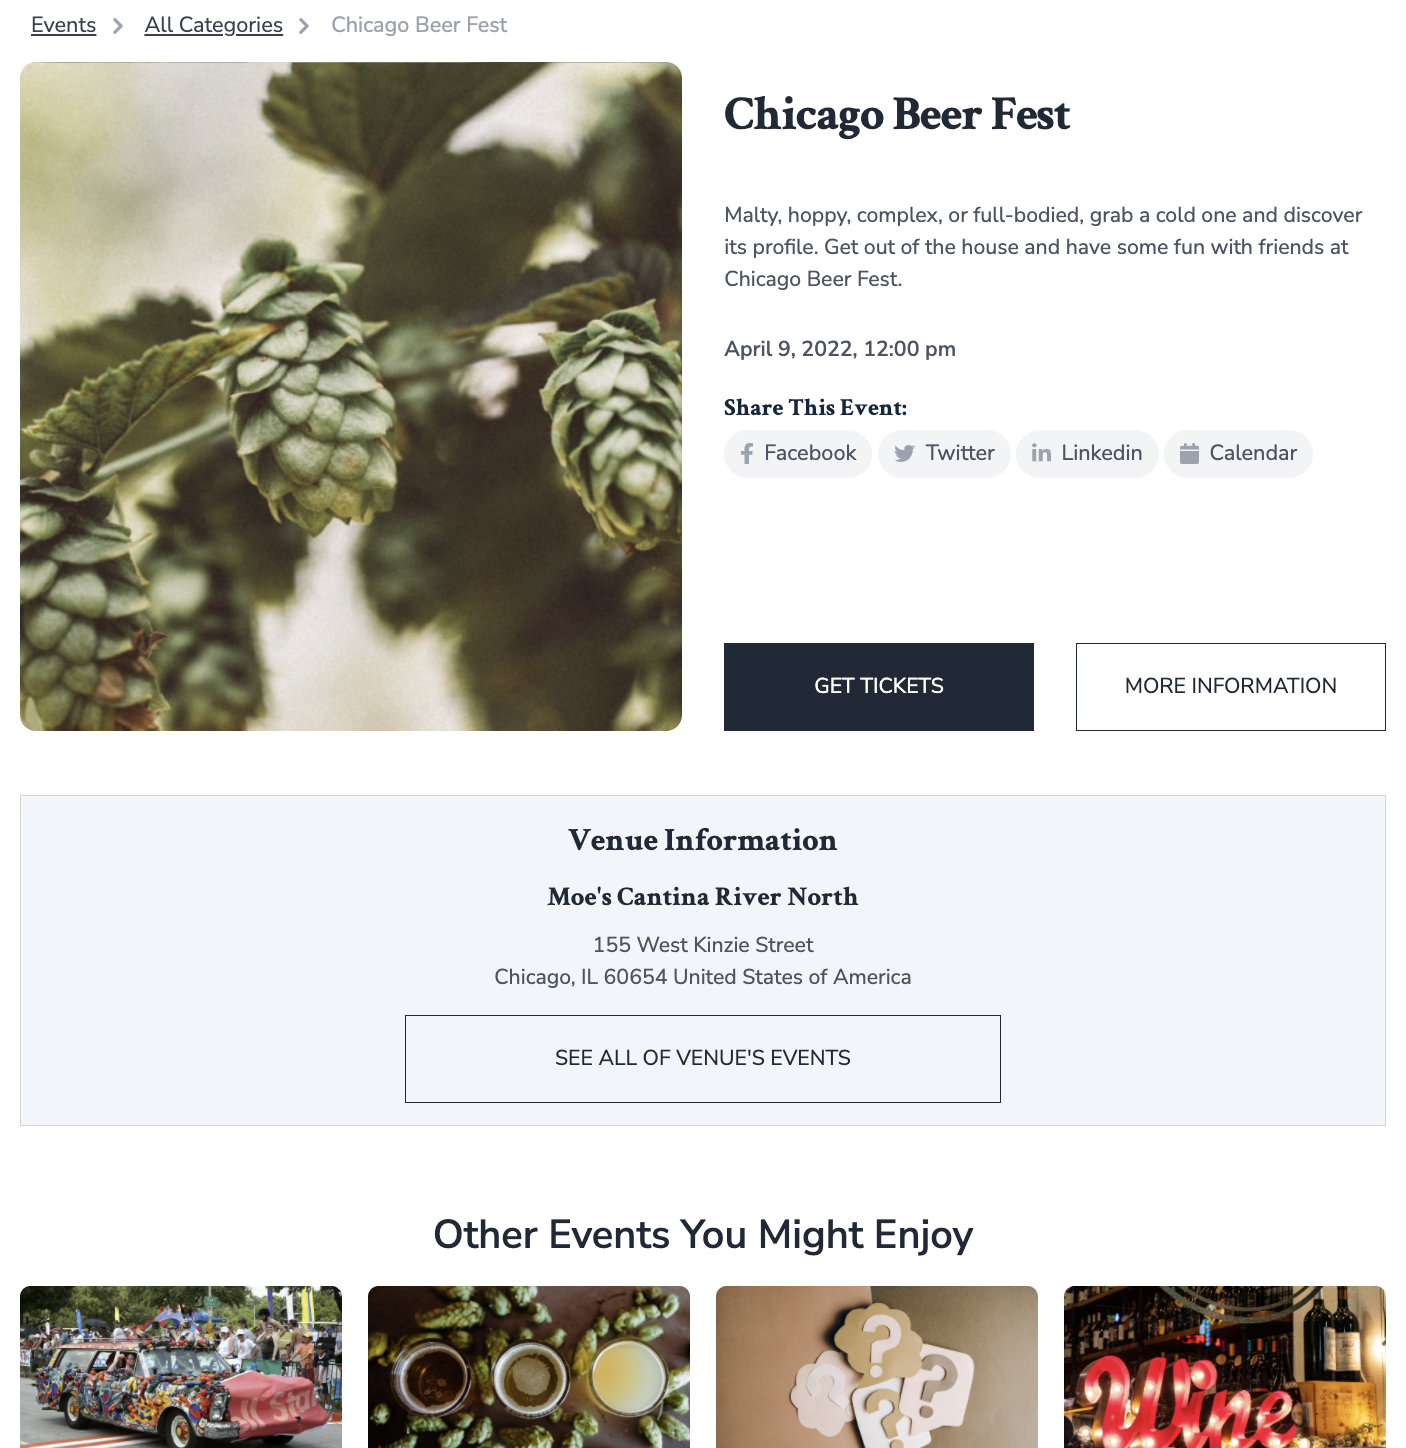 Events
All Categories
Chicago Beer Fest
Chicago Beer Fest
Malty, hoppy, complex, or full-bodied, grab a cold one and discover
its profile. Get out of the house and have some fun with friends at
Chicago Beer Fest.
April 9, 2022, 12:00 pm
Share This Event:
Facebook
Twitter
Linkedin
Calendar
GET TICKETS
MORE INFORMATION
Venue Information
Moe's Cantina River North
155 West Kinzie Street
Chicago, IL 60654 United States of America
SEE ALL OF VENUE'S EVENTS
Other Events You Might Enjoy
? ? ?
Wine